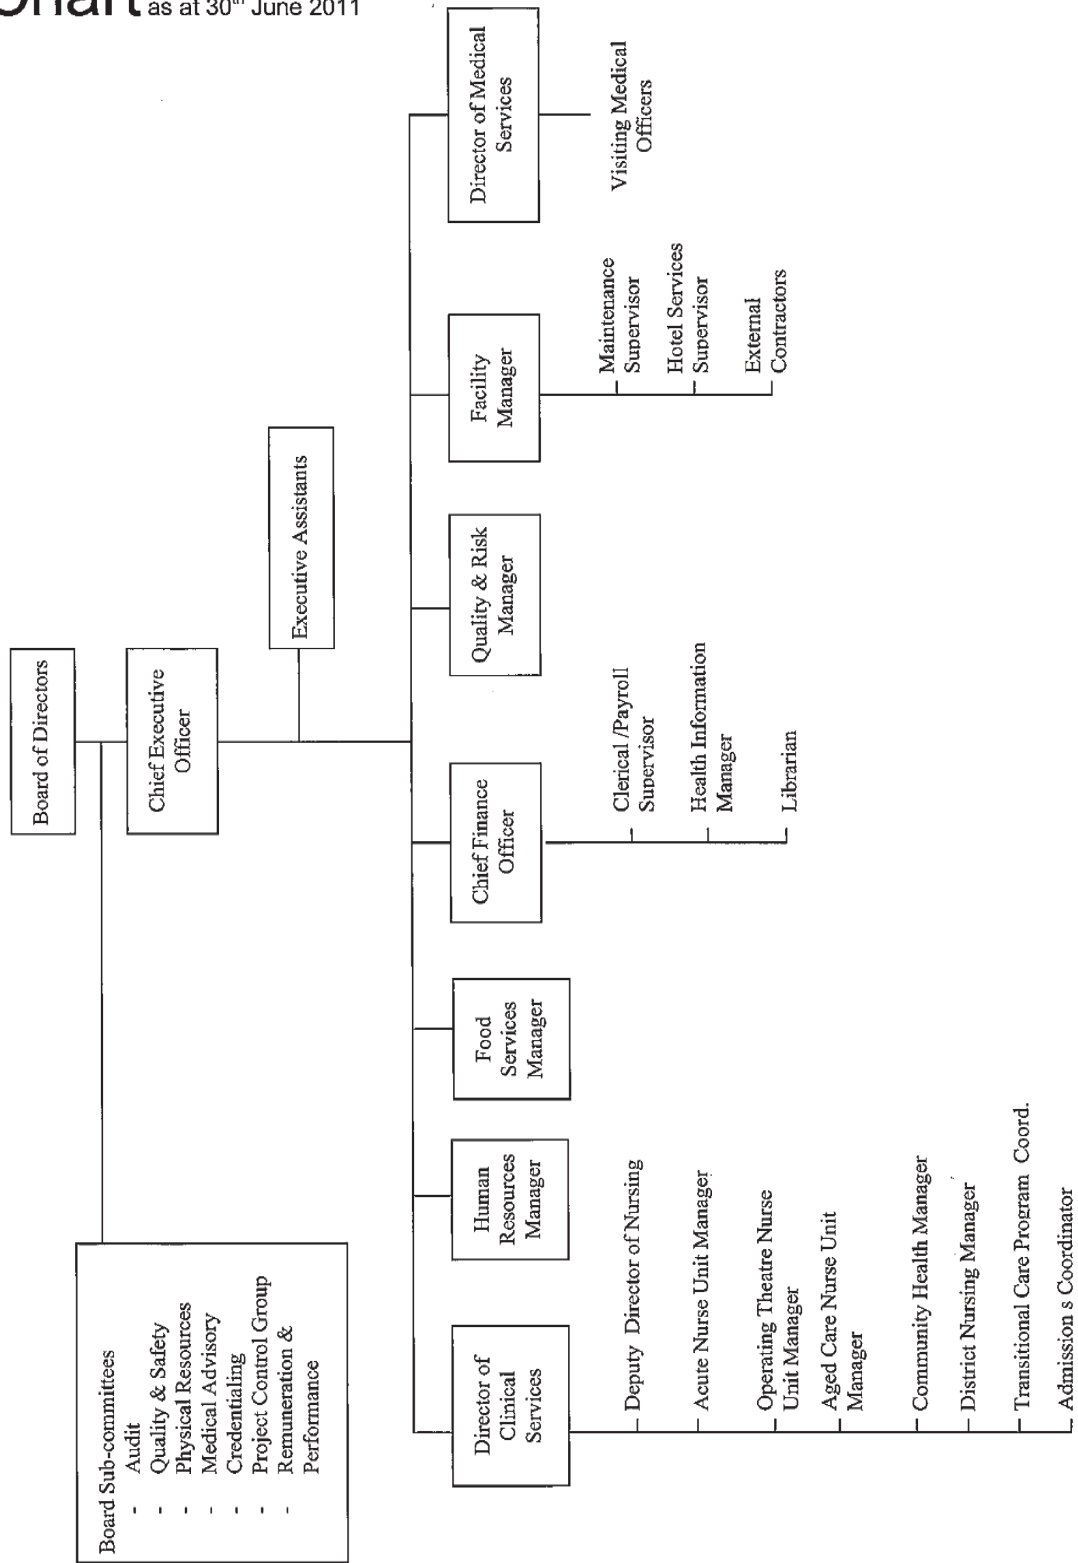 as at 30th June 2011
Board of Directors
Chief Executive
Officer
Executive Assistants
Board Sub-committees
- Audit
- Quality & Safety
- Physical Resources
- Medical Advisory
- Credentialing
- Project Control Group
- Remuneration &
Performance
Director of
Clinical
Services
Deputy Director of Nursing
Acute Nurse Unit Manager
Operating Theatre Nurse
Unit Manager
Aged Care Nurse Unit
Manager
Community Health Manager
District Nursing Manager
Transitional Care Program Coord.
Admission s Coordinator
Human
Resources
Manager
Food
Services
Manager
Chief Finance
Officer
Clerical /Payroll
Supervisor
Health Information
Manager
Librarian
Quality & Risk
Manager
Facility
Manager
Maintenance
Supervisor
Hotel Services
Supervisor
External
Contractors
Director of Medical
Services
Visiting Medical
Officers